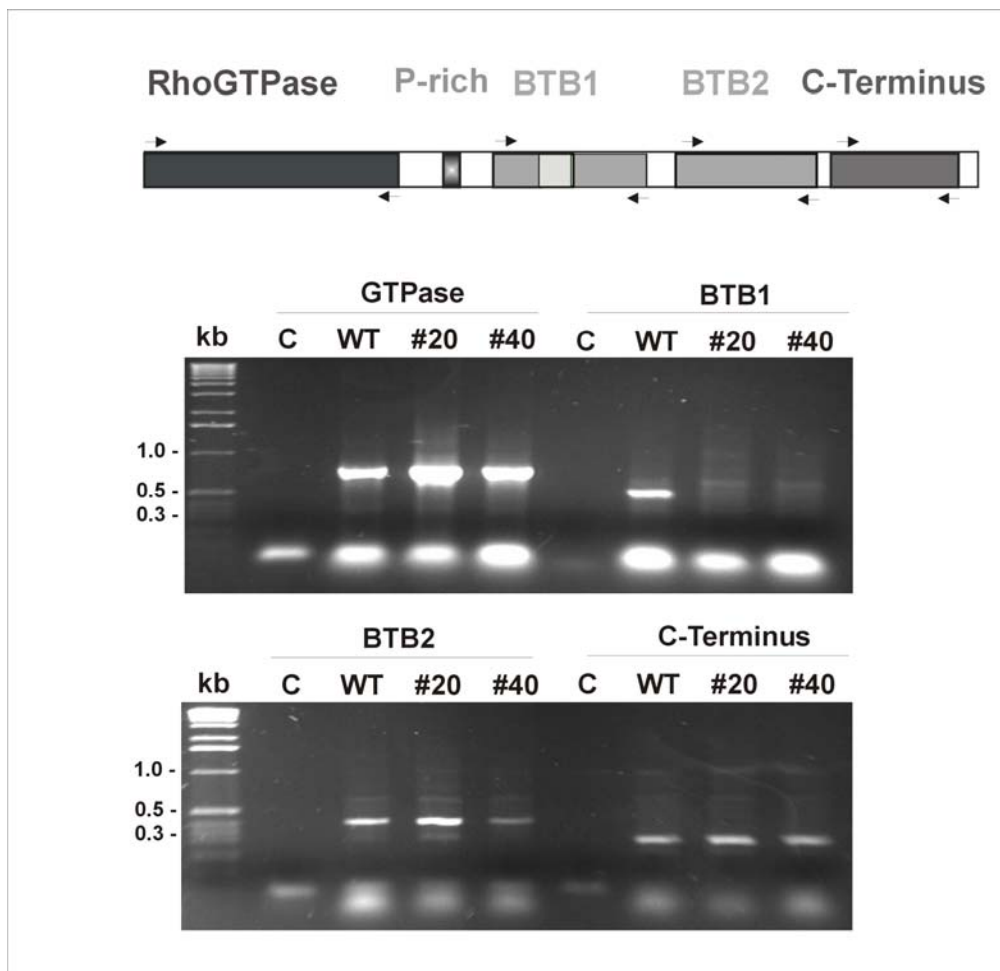 RhoGTPase P-rich BTB1 BTB2 C-Terminus
GTPase BTB1
kb C WT #20 #40 C WT #20 #40
1.0 -
0.5 -
0.3 -
BTB2 C-Terminus
kb C WT #20 #40 C WT #20 #40
1.0 -
0.5 -
0.3 -